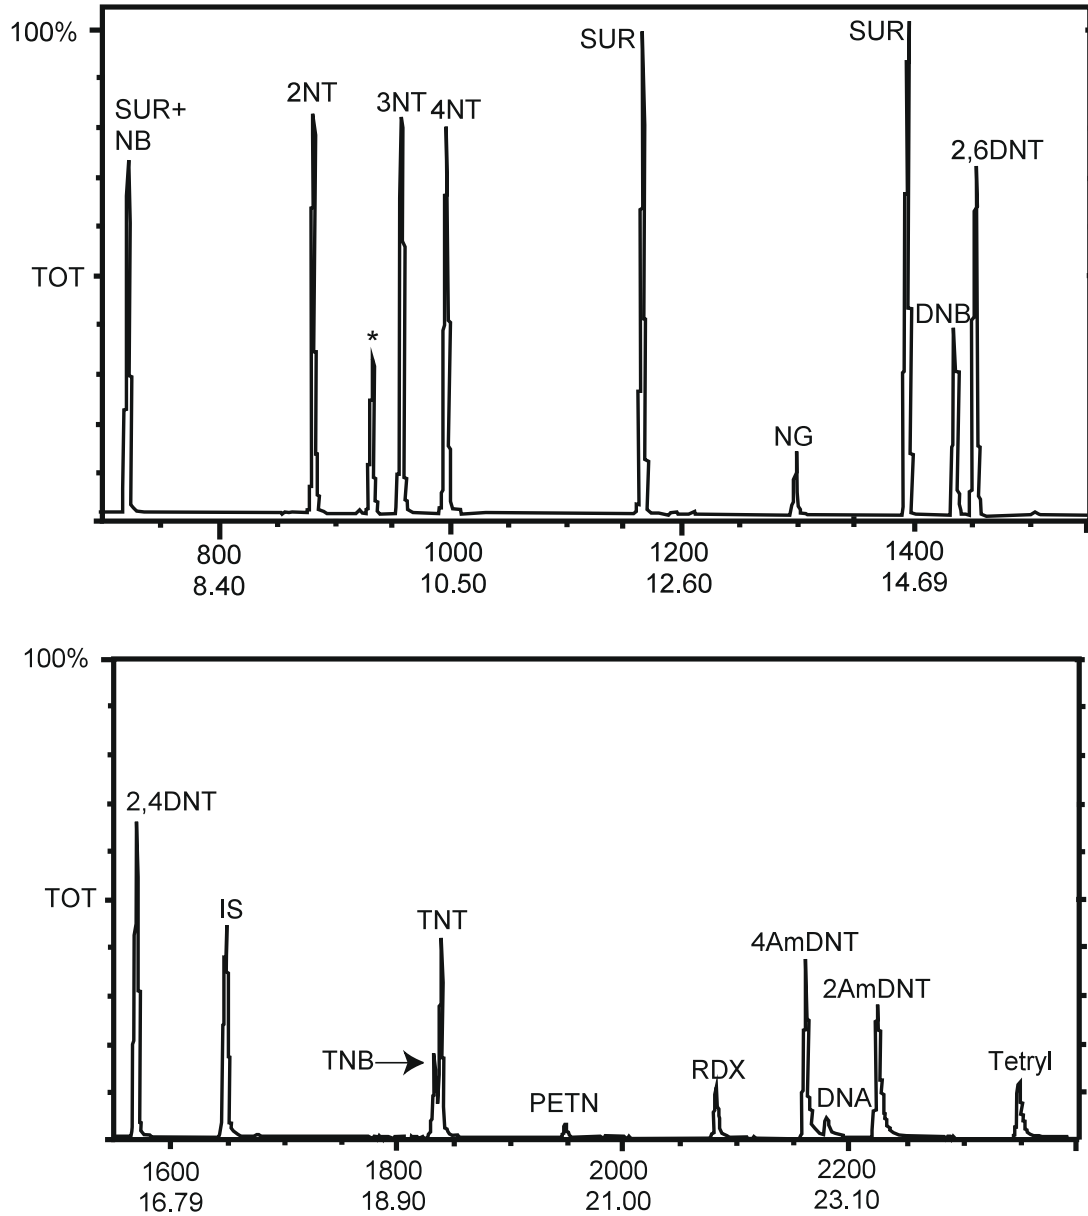 100%
SUR
SUR
SUR+
NB
2NT
3NT
4NT
2,6DNT
TOT
*
DNB
NG
800
1000
1200
1400
8.40
10.50
12.60
14.69
100%
2,4DNT
TOT
IS
TNT
4AmDNT
2AmDNT
TNB
RDX
Tetryl
PETN
DNA
1600
1800
2000
2200
16.79
18.90
21.00
23.10